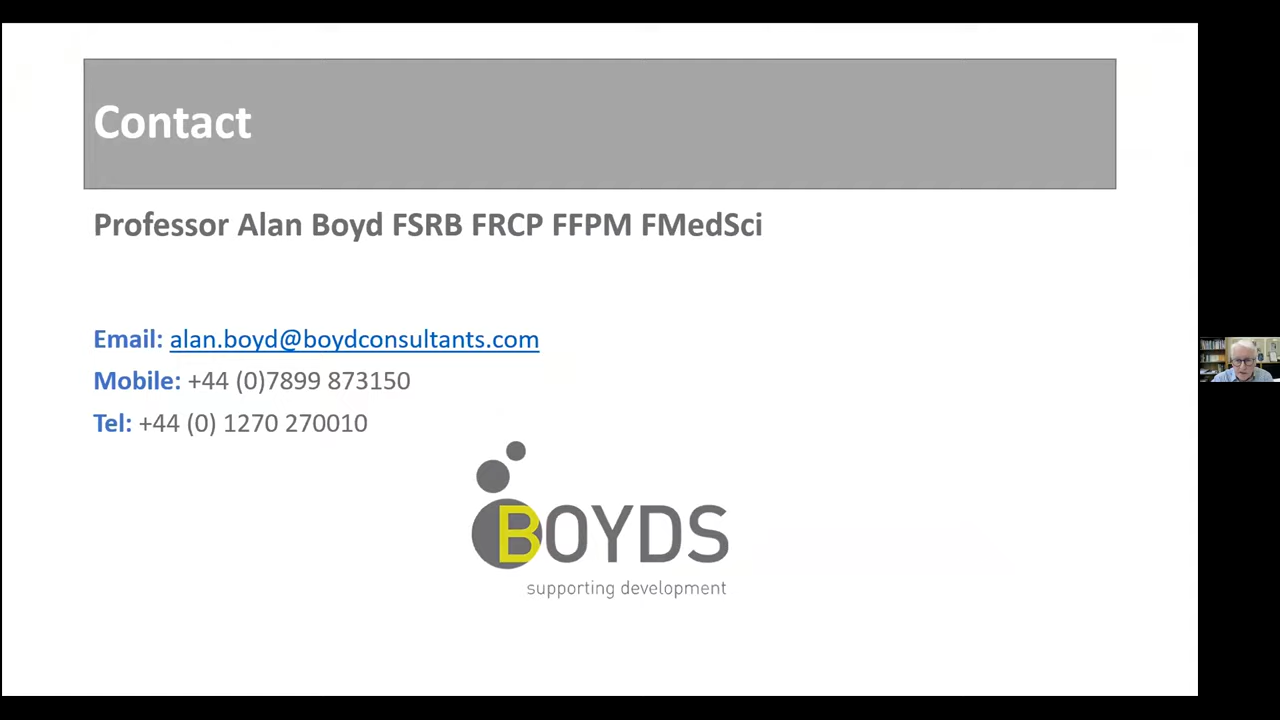 Contact
Professor Alan Boyd FSRB FRCP FFPM FMedSci
Email: alan.boyd@boydconsultants.com
Mobile: +44 (0)7899 873150
Tel: +44 (0) 1270 270010
BOYDS
supporting development